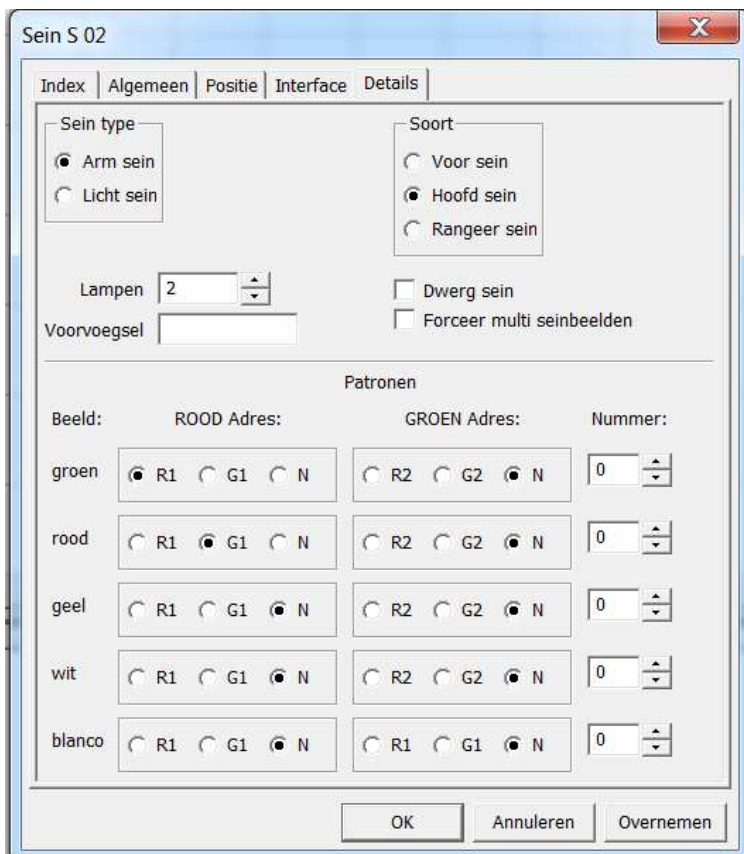 Sein S 02
Index Algemeen Positie Interface Details
Sein type Soort
Arm sein Voor sein
Licht sein Hoofd sein
Rangeer sein
Lampen 2 Dwerg sein
Voorvoegsel Forceer multi seinbeelden
Patronen
Beeld: ROOD Adres: GROEN Adres: Nummer:
groen R1 G1 N R2 G2 N 0
rood R1 G1 N R2 G2 N 0
geel R1 G1 N R2 G2 N 0
wit R1 G1 N R2 G2 N 0
blanco R1 G1 N R1 G1 N 0
OK Annuleren Overnemen